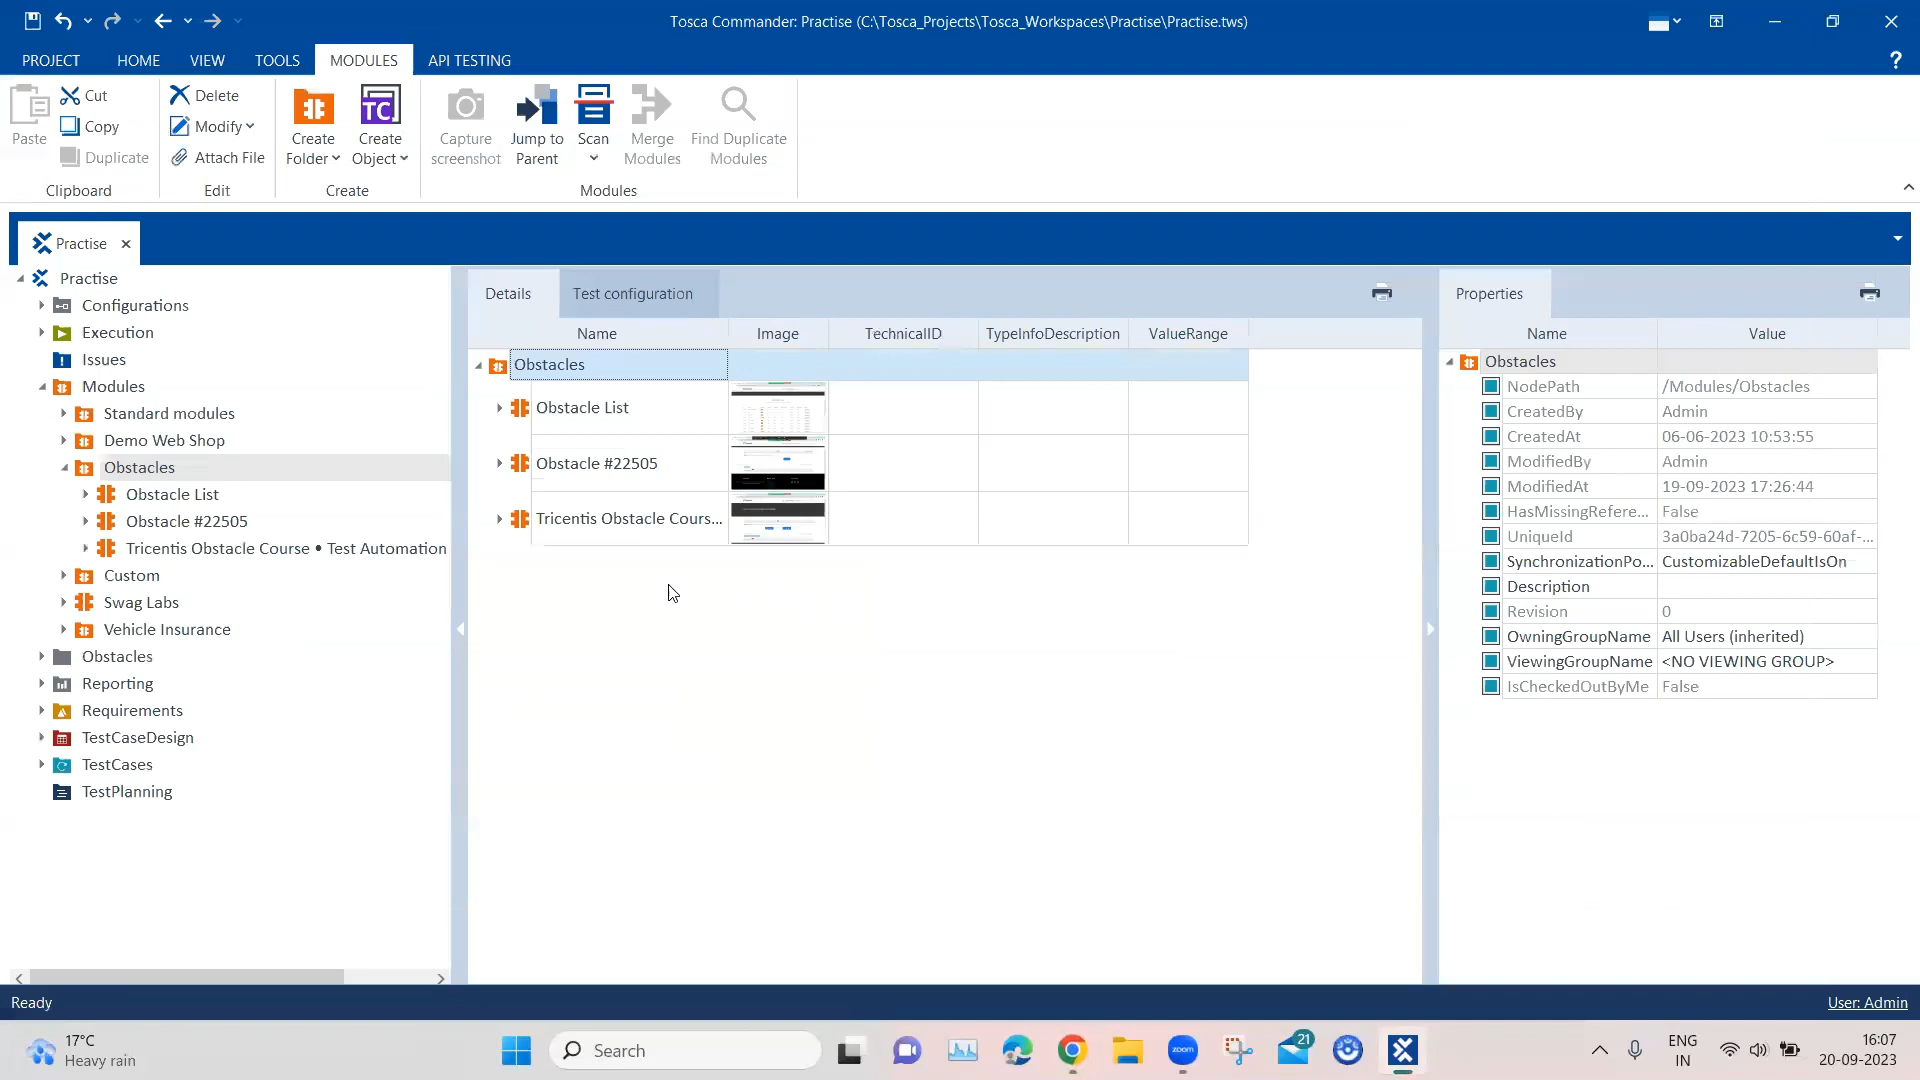 Tosca Commander: Practise (C:\Tosca_Projects\Tosca_Workspaces\Practise\Practise.tws)
PROJECT HOME VIEW TOOLS MODULES API TESTING ?
Paste
Cut
Copy
Duplicate
Clipboard
Delete
Modify
Attach File
Edit
Create Folder
TC
Create Object
Create
Capture screenshot
Jump to Parent
Scan
Merge Modules
Find Duplicate Modules
Modules
Practise
Practise
Configurations
Execution
Issues
Modules
Standard modules
Demo Web Shop
Obstacles
Obstacle List
Obstacle #22505
Tricentis Obstacle Course • Test Automation
Custom
Swag Labs
Vehicle Insurance
Obstacles
Reporting
Requirements
TestCaseDesign
TestCases
TestPlanning
Details Test configuration
Name Image TechnicalID TypeInfoDescription ValueRange
Obstacles
Obstacle List
Obstacle #22505
Tricentis Obstacle Cours...
Properties
Name Value
Obstacles
NodePath /Modules/Obstacles
CreatedBy Admin
CreatedAt 06-06-2023 10:53:55
ModifiedBy Admin
ModifiedAt 19-09-2023 17:26:44
HasMissingRefere... False
UniqueId 3a0ba24d-7205-6c59-60af-...
SynchronizationPo... CustomizableDefaultIsOn
Description
Revision 0
OwningGroupName All Users (inherited)
ViewingGroupName <NO VIEWING GROUP>
IsCheckedOutByMe False
Ready User: Admin
17°C
Heavy rain
Search
zoom
21
ENG
IN
16:07
20-09-2023